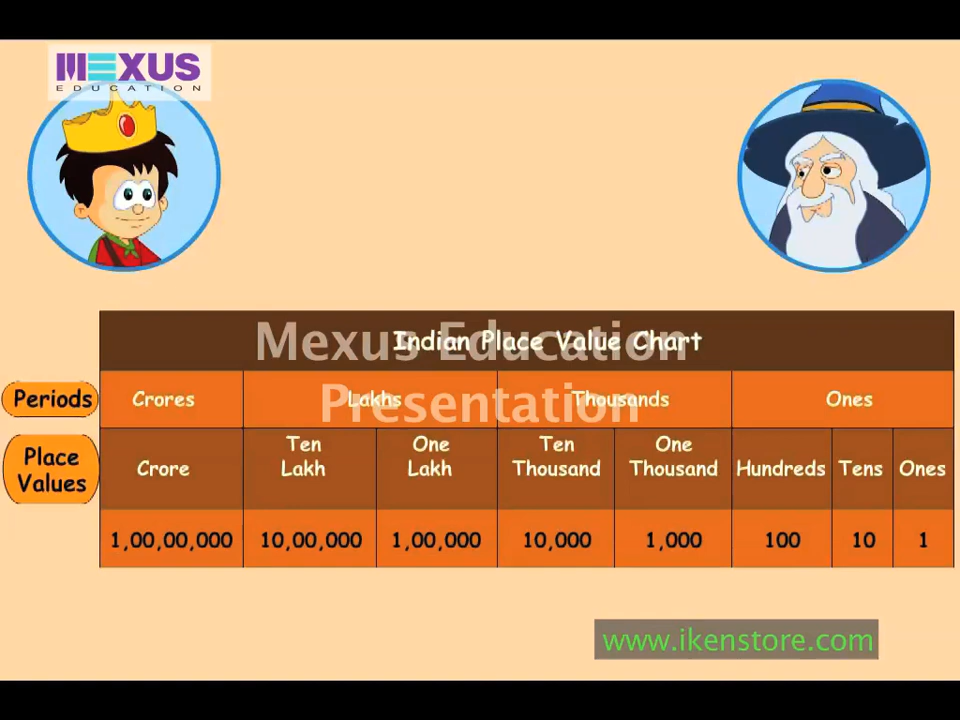 MEXUS
EDUCATION
Indian Place Value Chart
Mexus Education
Presentation
Periods Crores Lakhs Thousands Ones
Place Values Crore Ten Lakh One Lakh Ten Thousand One Thousand Hundreds Tens Ones
1,00,00,000 10,00,000 1,00,000 10,000 1,000 100 10 1
www.ikenstore.com